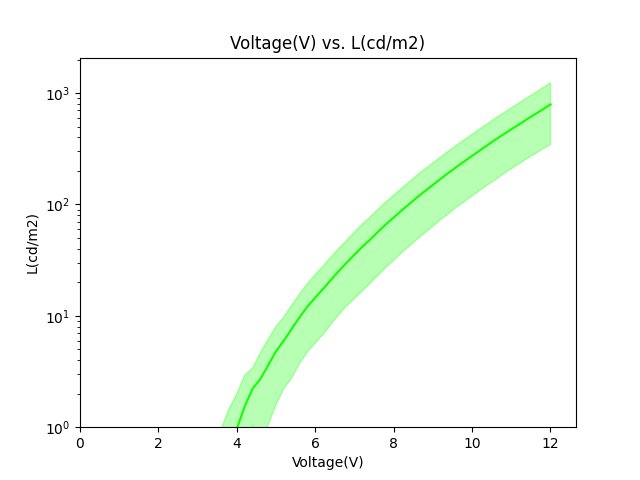 Voltage(V) vs. L(cd/m2)
L(cd/m2)
10³
10²
10¹
10⁰
0 2 4 6 8 10 12
Voltage(V)